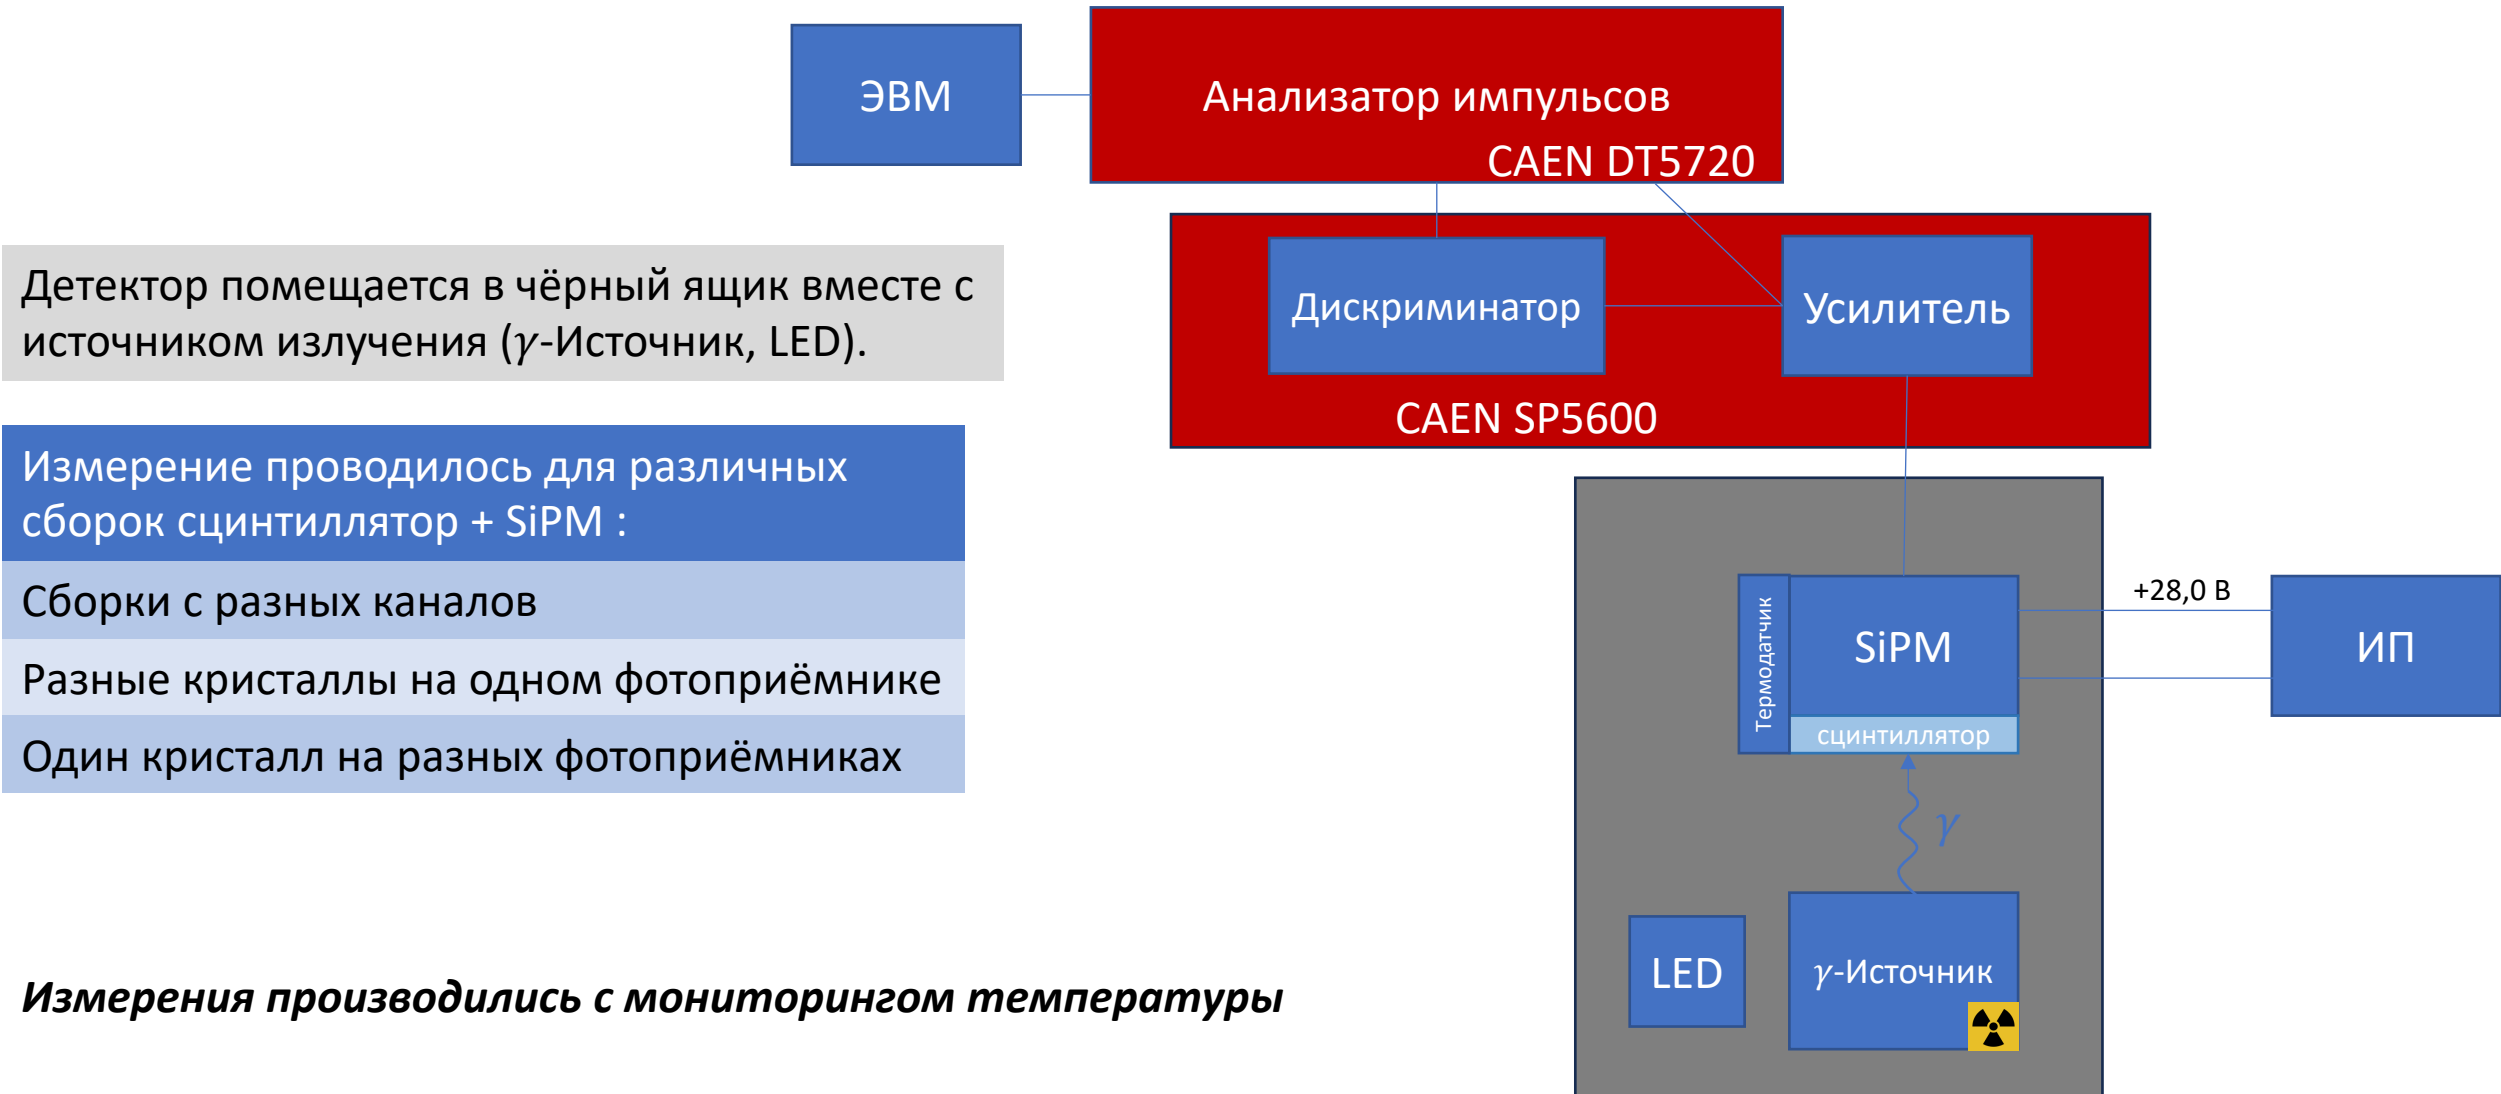 ЭВМ
Анализатор импульсов
CAEN DT5720
Дискриминатор
Усилитель
CAEN SP5600
Детектор помещается в чёрный ящик вместе с
источником излучения (γ-Источник, LED).
Измерение проводилось для различных
сборок сцинтиллятор + SiPM :
Сборки с разных каналов
Разные кристаллы на одном фотоприёмнике
Один кристалл на разных фотоприёмниках
Измерения производились с мониторингом температуры
Термодатчик
SiPM
сцинтиллятор
+28,0 В
ИП
γ
LED
γ-Источник